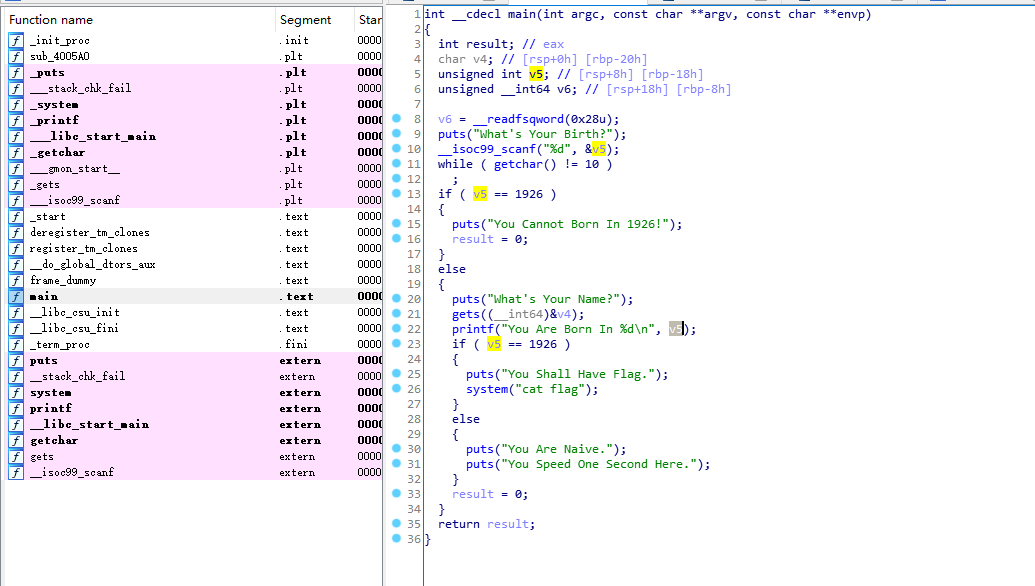 Function name Segment Star
f _init_proc .init 0000
f sub_4005A0 .plt 0000
f _puts .plt 0000
f ___stack_chk_fail .plt 0000
f _system .plt 0000
f _printf .plt 0000
f ___libc_start_main .plt 0000
f _getchar .plt 0000
f ___gmon_start__ .plt 0000
f _gets .plt 0000
f ___isoc99_scanf .plt 0000
f _start .text 0000
f deregister_tm_clones .text 0000
f register_tm_clones .text 0000
f __do_global_dtors_aux .text 0000
f frame_dummy .text 0000
f main .text 0000
f __libc_csu_init .text 0000
f __libc_csu_fini .text 0000
f _term_proc .fini 0000
f puts extern 0000
f __stack_chk_fail extern 0000
f system extern 0000
f printf extern 0000
f __libc_start_main extern 0000
f getchar extern 0000
f gets extern 0000
f __isoc99_scanf extern 0000
1 int __cdecl main(int argc, const char **argv, const char **envp)
2 {
3 int result; // eax
4 char v4; // [rsp+0h] [rbp-20h]
5 unsigned int v5; // [rsp+8h] [rbp-18h]
6 unsigned __int64 v6; // [rsp+18h] [rbp-8h]
7
8 v6 = __readfsqword(0x28u);
9 puts("What's Your Birth?");
10 __isoc99_scanf("%d", &v5);
11 while ( getchar() != 10 )
12 ;
13 if ( v5 == 1926 )
14 {
15 puts("You Cannot Born In 1926!");
16 result = 0;
17 }
18 else
19 {
20 puts("What's Your Name?");
21 gets((__int64)&v4);
22 printf("You Are Born In %d\n", v5);
23 if ( v5 == 1926 )
24 {
25 puts("You Shall Have Flag.");
26 system("cat flag");
27 }
28 else
29 {
30 puts("You Are Naive.");
31 puts("You Speed One Second Here.");
32 }
33 result = 0;
34 }
35 return result;
36 }